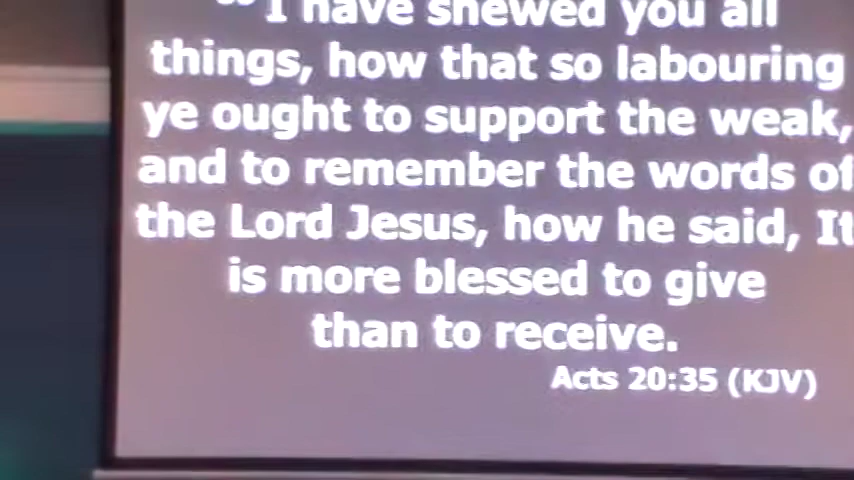 I have shewed you all
things, how that so labouring
ye ought to support the weak,
and to remember the words of
the Lord Jesus, how he said, It
is more blessed to give
than to receive.
Acts 20:35 (KJV)